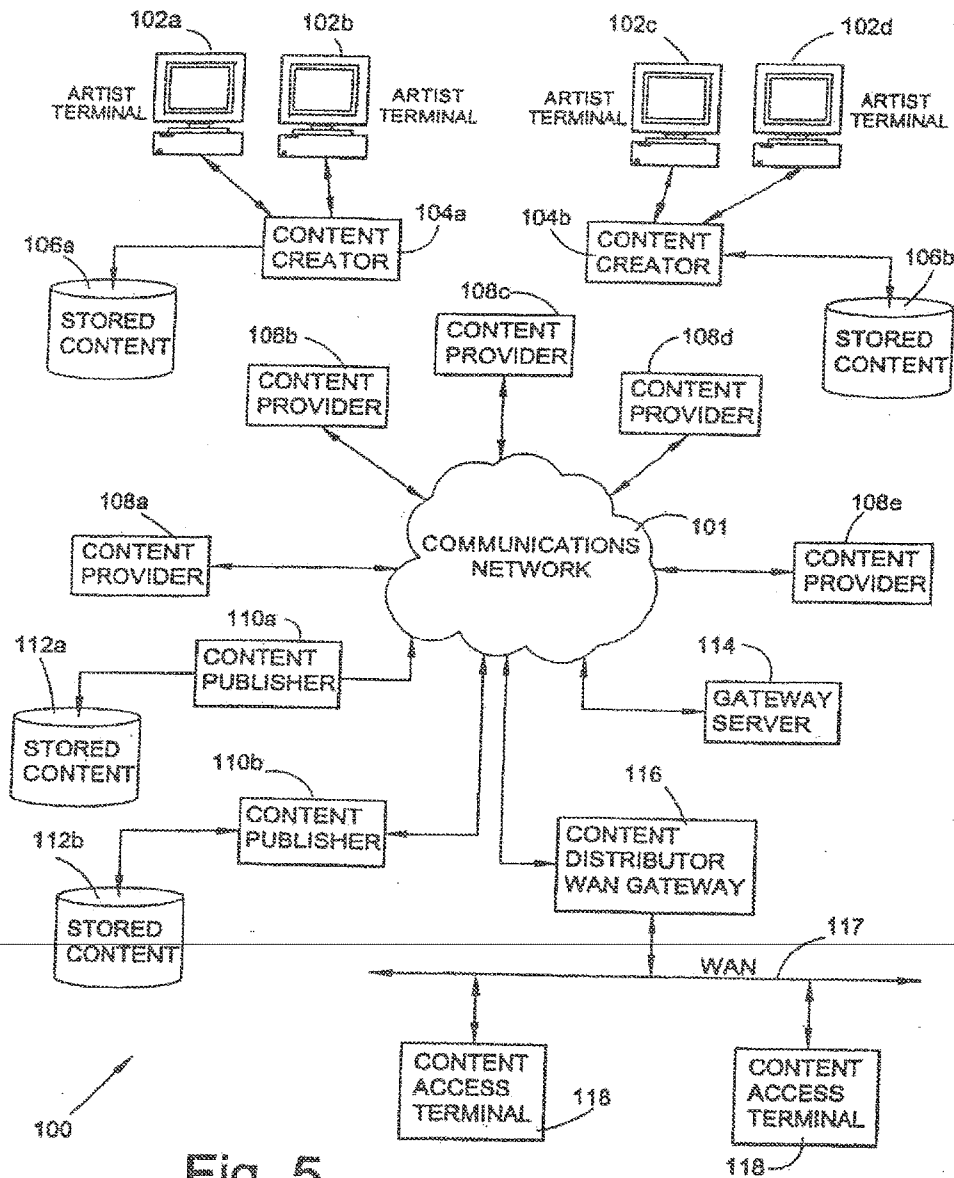 102a
102b
102c
102d
ARTIST
TERMINAL
ARTIST
TERMINAL
ARTIST
TERMINAL
ARTIST
TERMINAL
104a
CONTENT
CREATOR
104b
CONTENT
CREATOR
106a
STORED
CONTENT
106b
STORED
CONTENT
108b
CONTENT
PROVIDER
108c
CONTENT
PROVIDER
108d
CONTENT
PROVIDER
108a
CONTENT
PROVIDER
101
COMMUNICATIONS
NETWORK
108e
CONTENT
PROVIDER
110a
CONTENT
PUBLISHER
112a
STORED
CONTENT
114
GATEWAY
SERVER
110b
CONTENT
PUBLISHER
112b
STORED
CONTENT
116
CONTENT
DISTRIBUTOR
WAN GATEWAY
117
WAN
CONTENT
ACCESS
TERMINAL
118
CONTENT
ACCESS
TERMINAL
118
100
Fig. 5